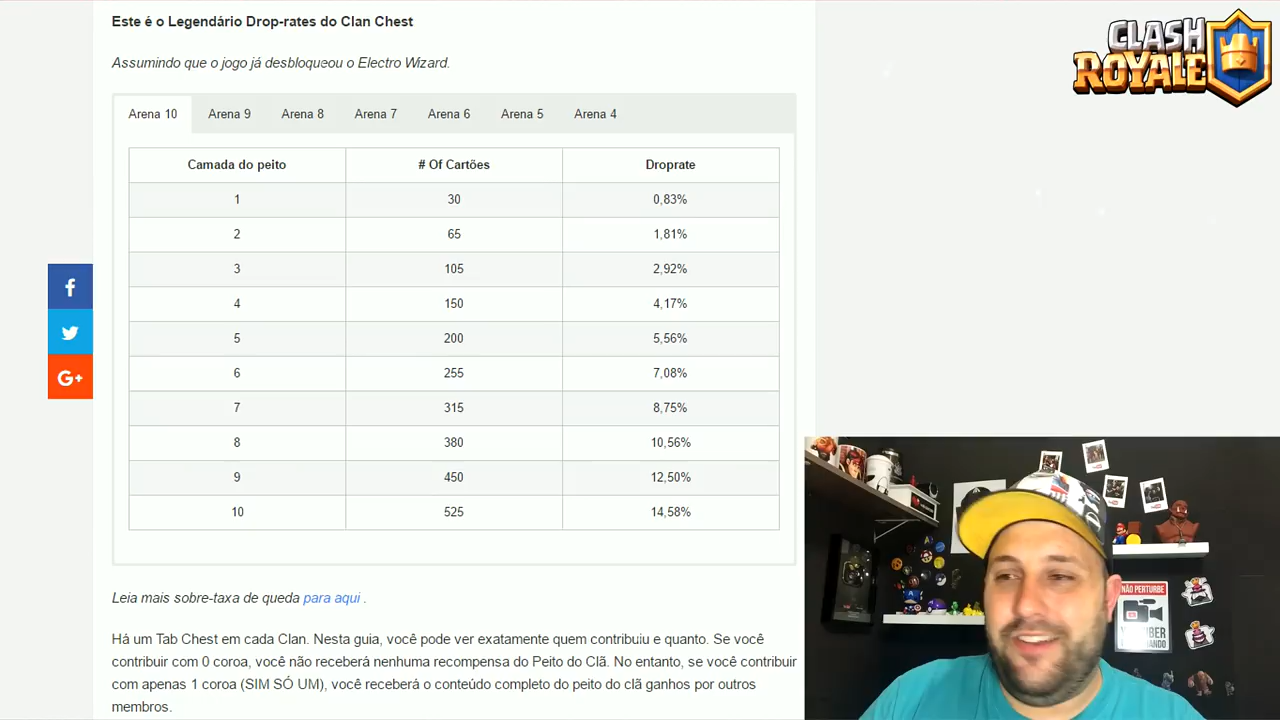 Este é o Legendário Drop-rates do Clan Chest
CLASH
ROYALE
Assumindo que o jogo já desbloqueou o Electro Wizard.
Arena 10 Arena 9 Arena 8 Arena 7 Arena 6 Arena 5 Arena 4
Camada do peito # Of Cartões Droprate
1 30 0,83%
2 65 1,81%
3 105 2,92%
4 150 4,17%
5 200 5,56%
6 255 7,08%
7 315 8,75%
8 380 10,56%
9 450 12,50%
10 525 14,58%
f
G+
Leia mais sobre-taxa de queda para aqui .
Há um Tab Chest em cada Clan. Nesta guia, você pode ver exatamente quem contribuiu e quanto. Se você
contribuir com 0 coroa, você não receberá nenhuma recompensa do Peito do Clã. No entanto, se você contribuir
com apenas 1 coroa (SIM SÓ UM), você receberá o conteúdo completo do peito do clã ganhos por outros
membros.
NÃO PERTURBE